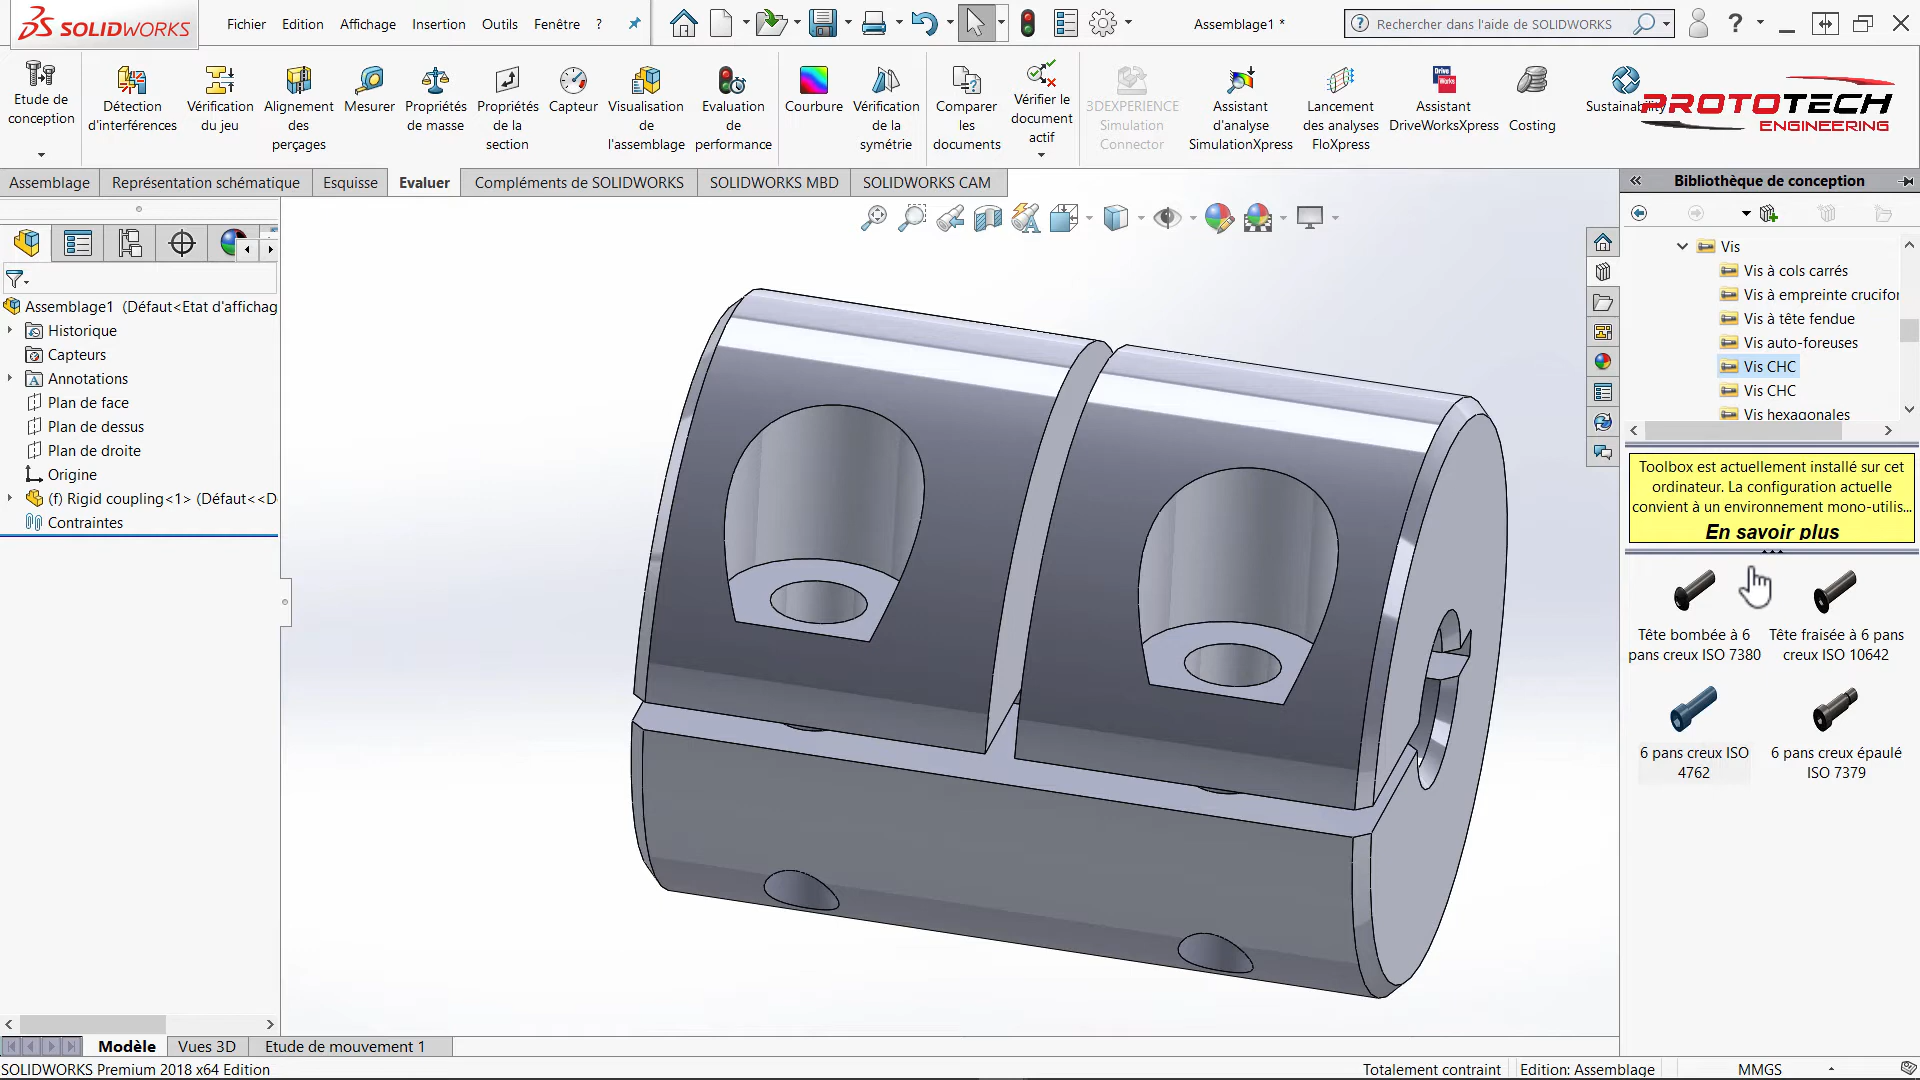 SOLIDWORKS
Fichier Edition Affichage Insertion Outils Fenêtre ?
Assemblage1 *
Rechercher dans l'aide de SOLIDWORKS
?
Etude de
conception
Détection
d'interférences
Vérification
du jeu
Alignement
des
perçages
Mesurer
Propriétés
de masse
Propriétés
de la
section
Capteur
Visualisation
de
l'assemblage
Evaluation
de
performance
Courbure
Vérification
de la
symétrie
Comparer
les
documents
Vérifier le
document
actif
3DEXPERIENCE
Simulation
Connector
Assistant
d'analyse
SimulationXpress
Lancement
des analyses
FloXpress
Assistant
DriveWorksXpress
Costing
Sustainability
PROTOTECH
ENGINEERING
Assemblage Représentation schématique Esquisse Evaluer Compléments de SOLIDWORKS SOLIDWORKS MBD SOLIDWORKS CAM
Assemblage1 (Défaut<Etat d'affichag
Historique
Capteurs
Annotations
Plan de face
Plan de dessus
Plan de droite
Origine
(f) Rigid coupling<1> (Défaut<<D
Contraintes
Bibliothèque de conception
Vis
Vis à cols carrés
Vis à empreinte crucifor
Vis à tête fendue
Vis auto-foreuses
Vis CHC
Vis CHC
Vis hexagonales
Toolbox est actuellement installé sur cet
ordinateur. La configuration actuelle
convient à un environnement mono-utilis...
En savoir plus
Tête bombée à 6
pans creux ISO 7380
Tête fraisée à 6 pans
creux ISO 10642
6 pans creux ISO
4762
6 pans creux épaulé
ISO 7379
Modèle Vues 3D Etude de mouvement 1
SOLIDWORKS Premium 2018 x64 Edition
Totalement contraint Edition: Assemblage MMGS